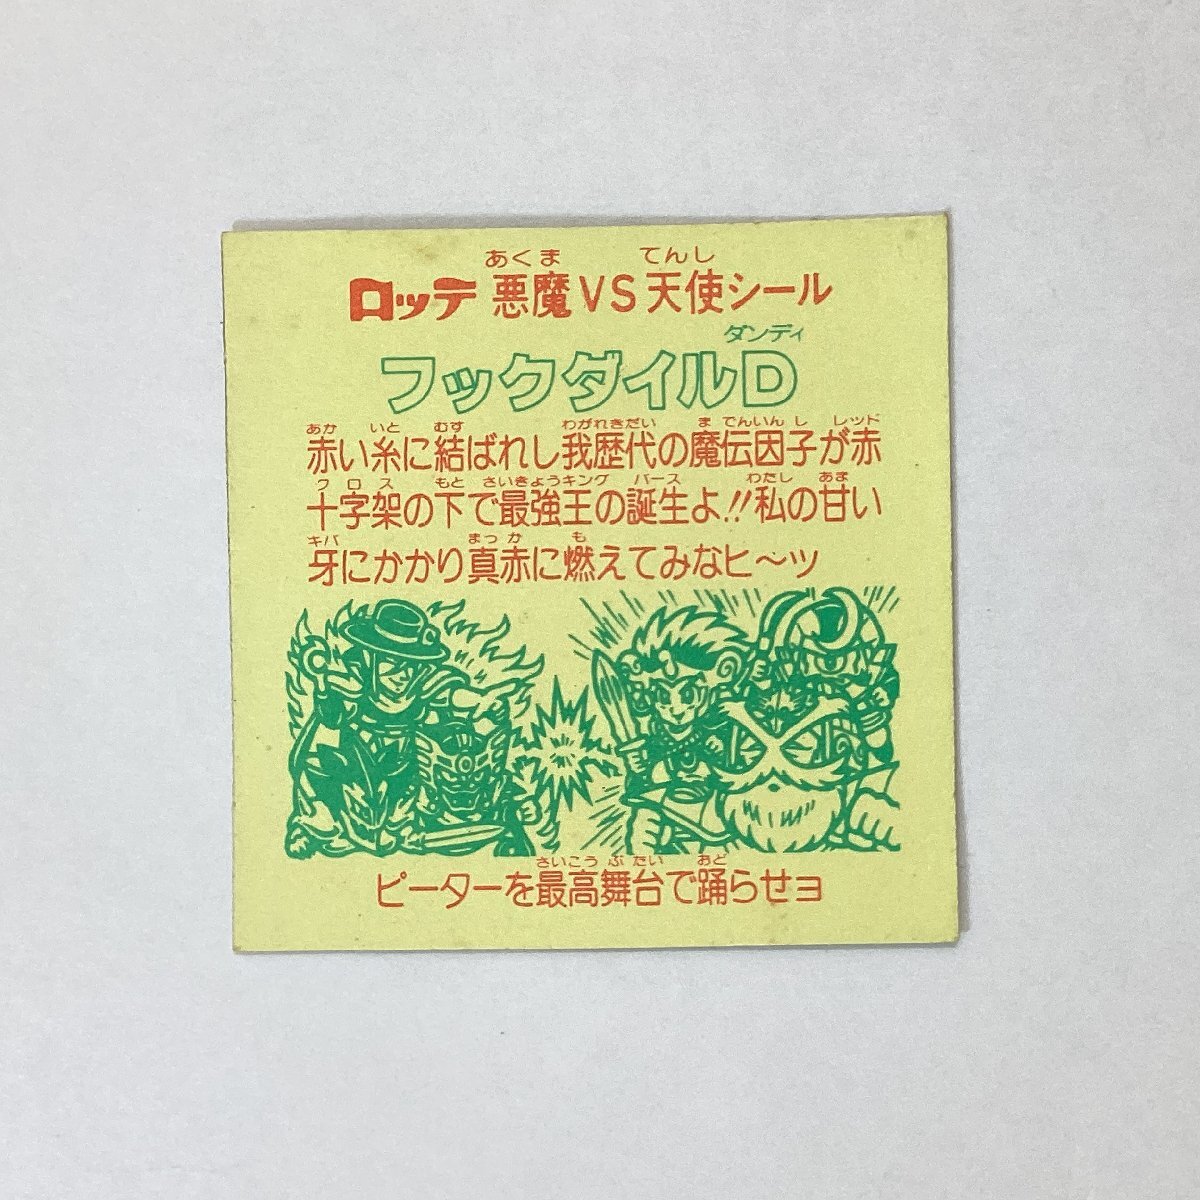 ロッテ 悪魔VS天使シール
フックダイルD
赤い糸に結ばれし我歴代の魔伝因子が赤
十字架の下で最強王の誕生よ!!私の甘い
牙にかかり真赤に燃えてみなヒ〜ッ
ピーターを最高舞台で踊らせヨ